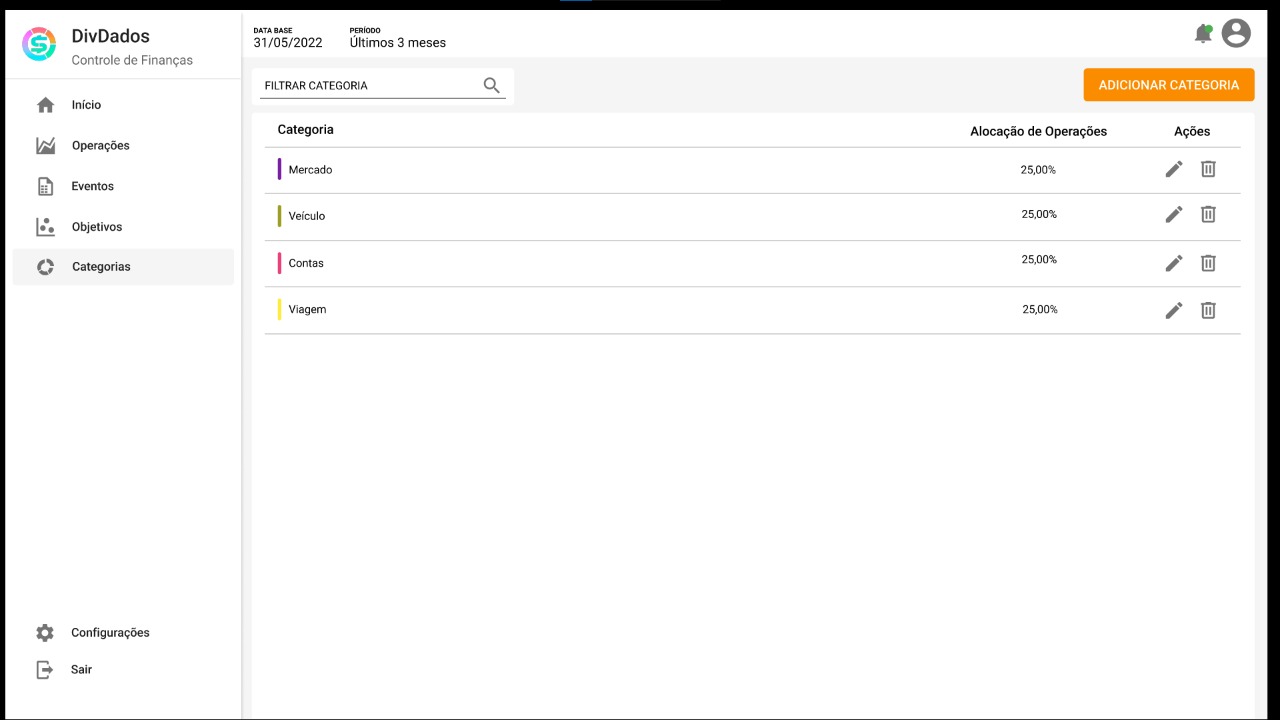 DivDados
Controle de Finanças
Início
Operações
Eventos
Objetivos
Categorias
Configurações
Sair
DATA BASE
31/05/2022
PERÍODO
Últimos 3 meses
FILTRAR CATEGORIA
ADICIONAR CATEGORIA
Categoria Alocação de Operações Ações
Mercado 25,00%
Veículo 25,00%
Contas 25,00%
Viagem 25,00%